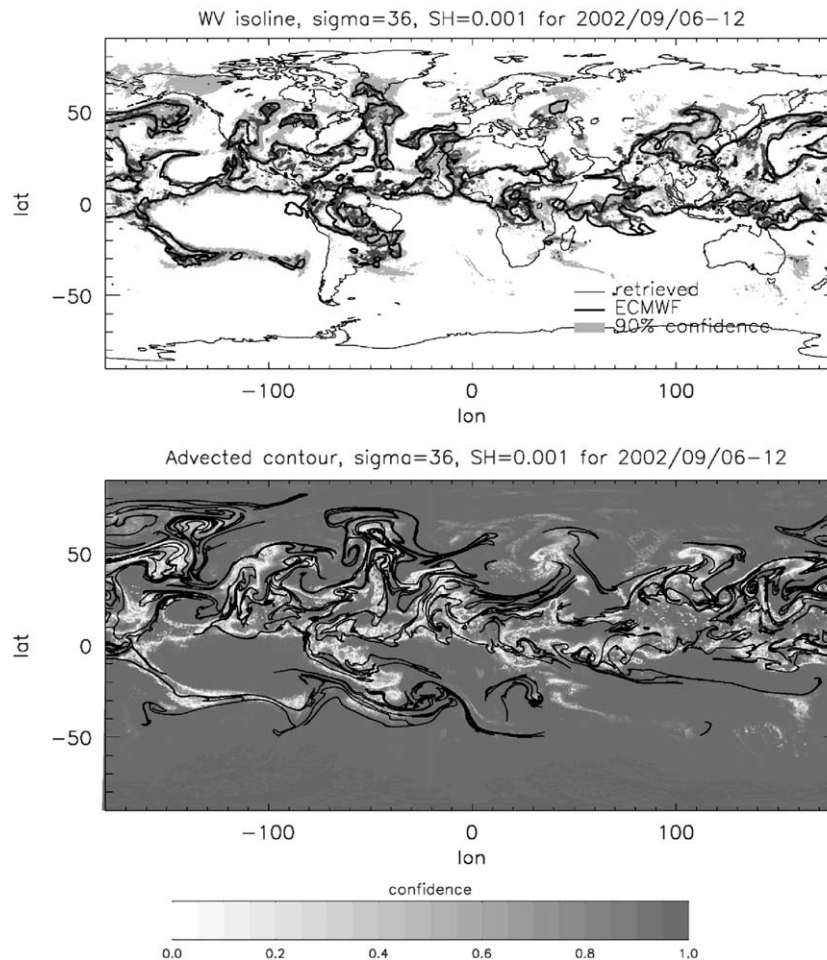 WV isoline, sigma=36, SH=0.001 for 2002/09/06-12
50
0
-50
lat
retrieved
ECMWF
90% confidence
-100 0 100
lon
Advected contour, sigma=36, SH=0.001 for 2002/09/06-12
50
0
-50
lat
-100 0 100
lon
confidence
0.0 0.2 0.4 0.6 0.8 1.0